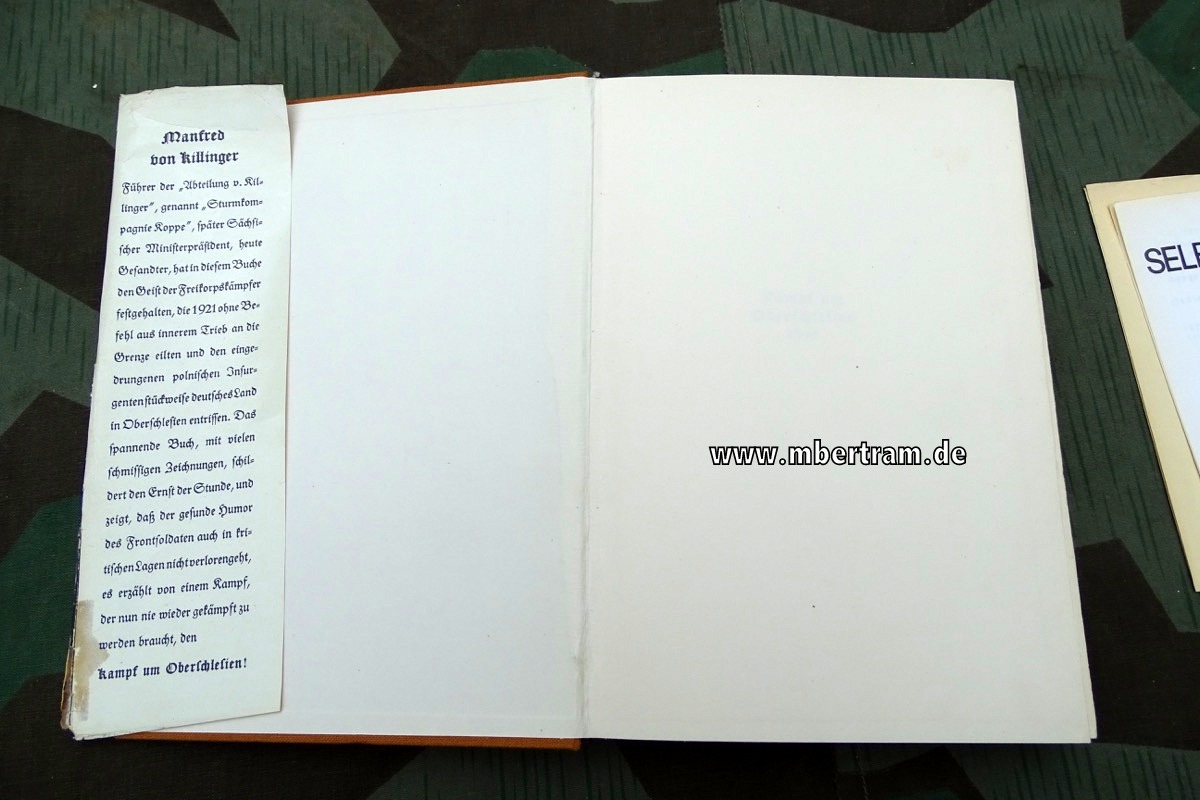 Manfred
von Killinger
Führer der „Abteilung v. Kil-
linger“, genannt „Sturmkom-
pagnie Koppe“, später Sächsi-
scher Ministerpräsident, heute
Gesandter, hat in diesem Buche
den Geist der Freikorpskämpfer
festgehalten, die 1921 ohne Be-
fehl aus innerem Trieb an die
Grenze eilten und den einge-
drungenen polnischen Insur-
genten stückweise deutsches Land
in Oberschlesien entrissen. Das
spannende Buch, mit vielen
schmissigen Zeichnungen, schil-
dert den Ernst der Stunde, und
zeigt, daß der gesunde Humor
des Frontsoldaten auch in kri-
tischen Lagen nicht verlorengeht,
es erzählt von einem Kampf,
der nun nie wieder gekämpft zu
werden braucht, den
Kampf um Oberschlesien!
www.mbertram.de